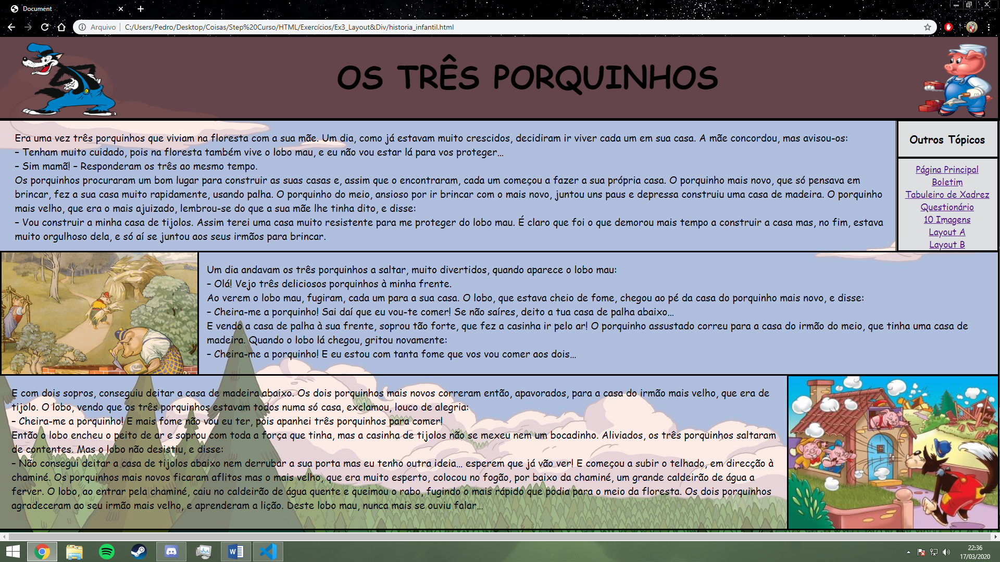 Document
Arquivo
C:/Users/Pedro/Desktop/Coisas/Step%20Curso/HTML/Exercícios/Ex3_Layout&Div/historia_infantil.html
OS TRÊS PORQUINHOS
Era uma vez três porquinhos que viviam na floresta com a sua mãe. Um dia, como já estavam muito crescidos, decidiram ir viver cada um em sua casa. A mãe concordou, mas avisou-os:
– Tenham muito cuidado, pois na floresta também vive o lobo mau, e eu não vou estar lá para vos proteger…
– Sim mamã! – Responderam os três ao mesmo tempo.
Os porquinhos procuraram um bom lugar para construir as suas casas e, assim que o encontraram, cada um começou a fazer a sua própria casa. O porquinho mais novo, que só pensava em
brincar, fez a sua casa muito rapidamente, usando palha. O porquinho do meio, ansioso por ir brincar com o mais novo, juntou uns paus e depressa construiu uma casa de madeira. O porquinho
mais velho, que era o mais ajuizado, lembrou-se do que a sua mãe lhe tinha dito, e disse:
– Vou construir a minha casa de tijolos. Assim terei uma casa muito resistente para me proteger do lobo mau. É claro que foi o que demorou mais tempo a construir a casa mas, no fim, estava
muito orgulhoso dela, e só aí se juntou aos seus irmãos para brincar.
Outros Tópicos
Página Principal
Boletim
Tabuleiro de Xadrez
Questionário
10 Imagens
Layout A
Layout B
Um dia andavam os três porquinhos a saltar, muito divertidos, quando aparece o lobo mau:
– Olá! Vejo três deliciosos porquinhos à minha frente.
Ao verem o lobo mau, fugiram, cada um para a sua casa. O lobo, que estava cheio de fome, chegou ao pé da casa do porquinho mais novo, e disse:
– Cheira-me a porquinho! Sai daí que eu vou-te comer! Se não saíres, deito a tua casa de palha abaixo…
E vendo a casa de palha à sua frente, soprou tão forte, que fez a casinha ir pelo ar! O porquinho assustado correu para a casa do irmão do meio, que tinha uma casa de
madeira. Quando o lobo lá chegou, gritou novamente:
– Cheira-me a porquinho! E eu estou com tanta fome que vos vou comer aos dois…
E com dois sopros, conseguiu deitar a casa de madeira abaixo. Os dois porquinhos mais novos correram então, apavorados, para a casa do irmão mais velho, que era de
tijolo. O lobo, vendo que os três porquinhos estavam todos numa só casa, exclamou, louco de alegria:
– Cheira-me a porquinho! E mais fome não vou eu ter, pois apanhei três porquinhos para comer!
Então o lobo encheu o peito de ar e soprou com toda a força que tinha, mas a casinha de tijolos não se mexeu nem um bocadinho. Aliviados, os três porquinhos saltaram
de contentes. Mas o lobo não desistiu, e disse:
– Não consegui deitar a casa de tijolos abaixo nem derrubar a sua porta mas eu tenho outra ideia… esperem que já vão ver! E começou a subir o telhado, em direcção à
chaminé. Os porquinhos mais novos ficaram aflitos mas o mais velho, que era muito esperto, colocou no fogão, por baixo da chaminé, um grande caldeirão de água a
ferver. O lobo, ao entrar pela chaminé, caiu no caldeirão de água quente e queimou o rabo, fugindo o mais rápido que podia para o meio da floresta. Os dois porquinhos
agradeceram ao seu irmão mais velho, e aprenderam a lição. Deste lobo mau, nunca mais se ouviu falar…
22:36
17/03/2020